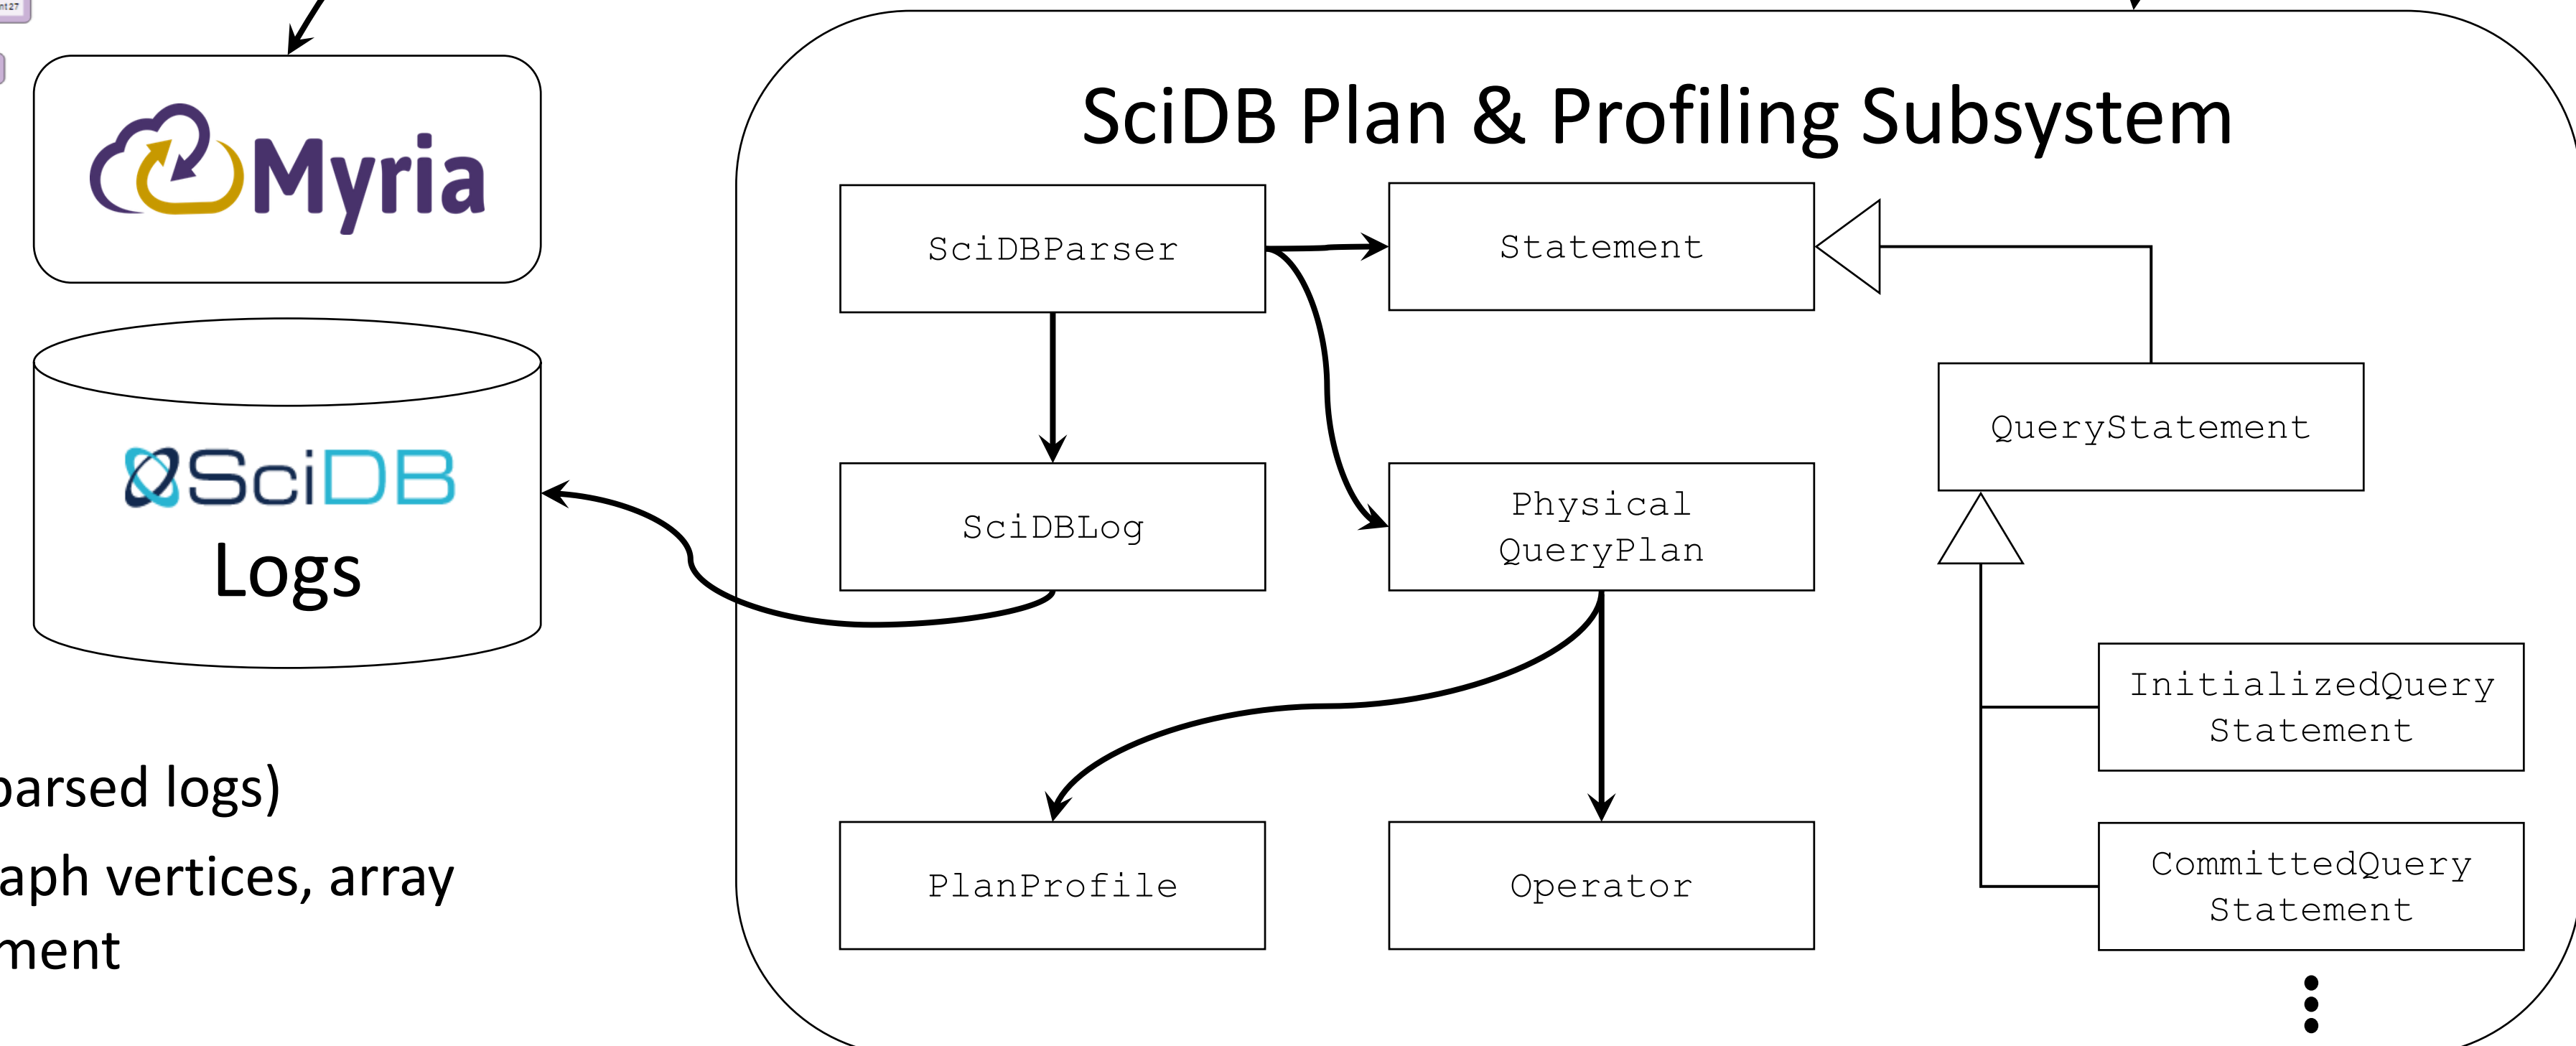 nt27
Myria
SciDB
Logs
parsed logs)
aph vertices, array
ment
SciDB Plan & Profiling Subsystem
SciDBParser
Statement
QueryStatement
SciDBLog
Physical
QueryPlan
InitializedQuery
Statement
PlanProfile
Operator
CommittedQuery
Statement